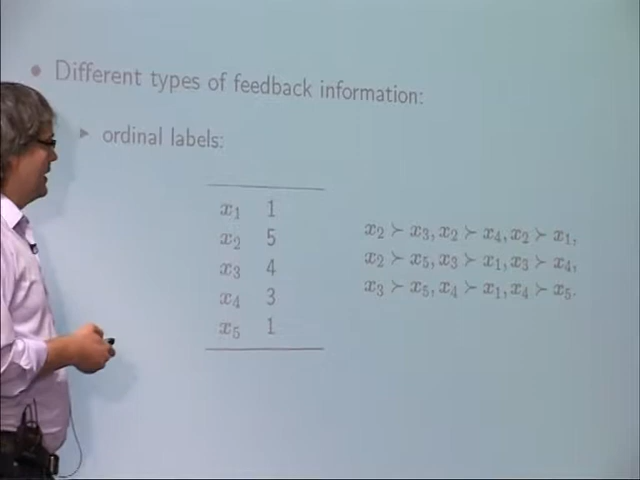 • Different types of feedback information:
▶ ordinal labels:
x₁ 1
x₂ 5
x₃ 4
x₄ 3
x₅ 1
x₂ ≻ x₃, x₂ ≻ x₄, x₂ ≻ x₁,
x₂ ≻ x₅, x₃ ≻ x₁, x₃ ≻ x₄,
x₃ ≻ x₅, x₄ ≻ x₁, x₄ ≻ x₅.